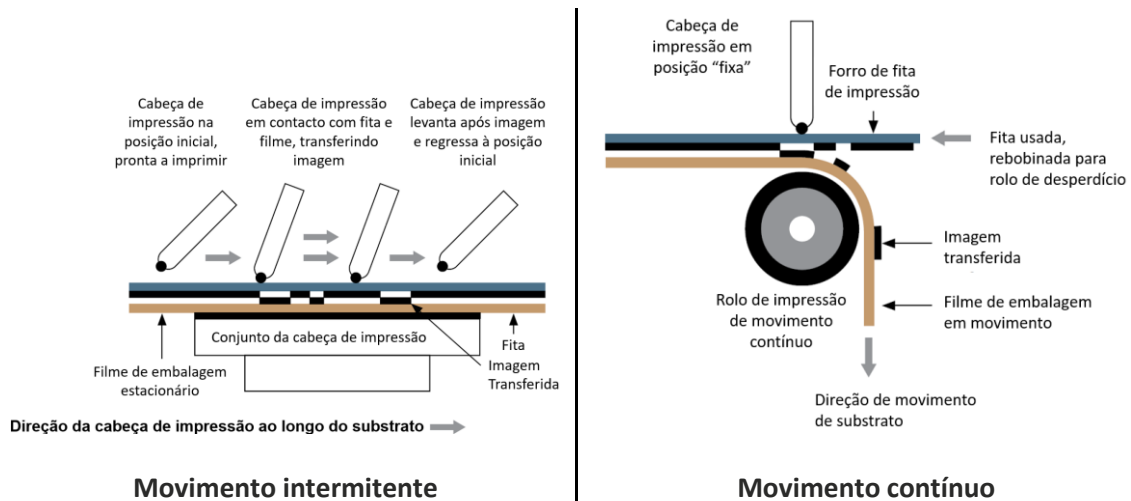 Cabeça de
impressão na
posição inicial,
pronta a imprimir
Cabeça de impressão
em contacto com fita e
filme, transferindo
imagem
Cabeça de impressão
levanta após imagem
e regressa à posição
inicial
Conjunto da cabeça de impressão
Filme de embalagem
estacionário
Fita
Imagem
Transferida
Direção da cabeça de impressão ao longo do substrato
Movimento intermitente
Cabeça de
impressão em
posição “fixa”
Forro de fita
de impressão
Fita usada,
rebobinada para
rolo de desperdício
Imagem
transferida
Rolo de impressão
de movimento
contínuo
Filme de embalagem
em movimento
Direção de movimento
de substrato
Movimento contínuo